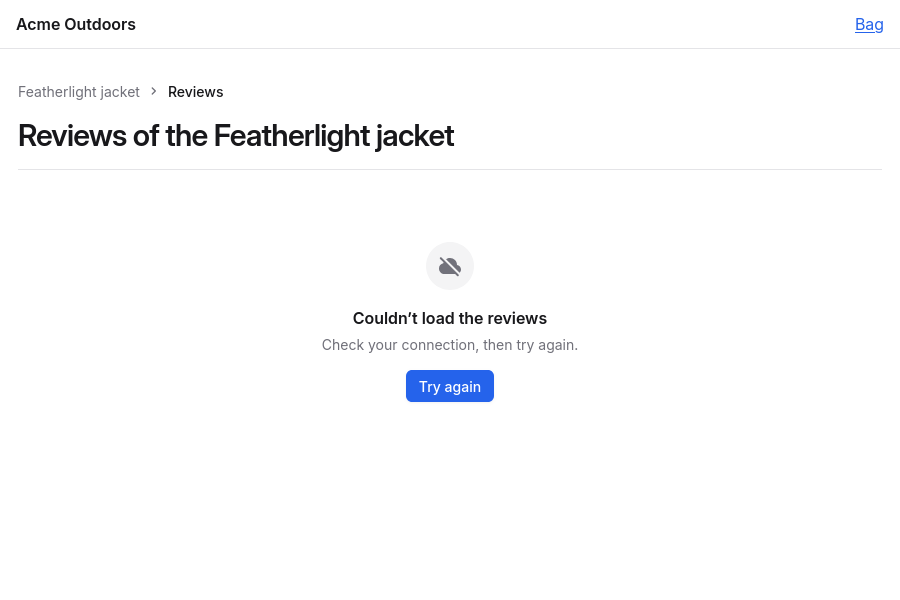 Acme Outdoors
Bag
Featherlight jacket > Reviews
Reviews of the Featherlight jacket
Couldn’t load the reviews
Check your connection, then try again.
Try again